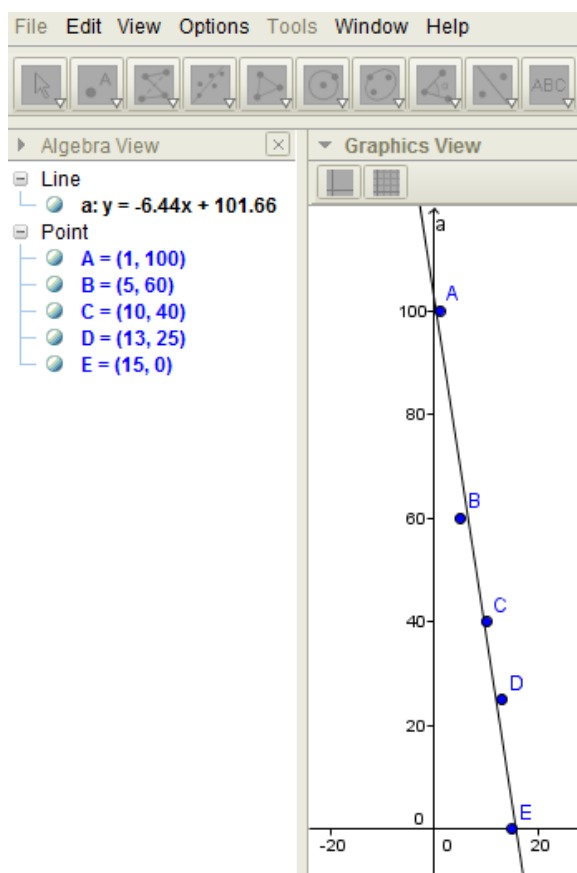 File Edit View Options Tools Window Help
A
ABC
Algebra View
Graphics View
Line
a: y = -6.44x + 101.66
Point
A = (1, 100)
B = (5, 60)
C = (10, 40)
D = (13, 25)
E = (15, 0)
a
A
100
80
B
60
C
40
D
20
E
0
-20 0 20